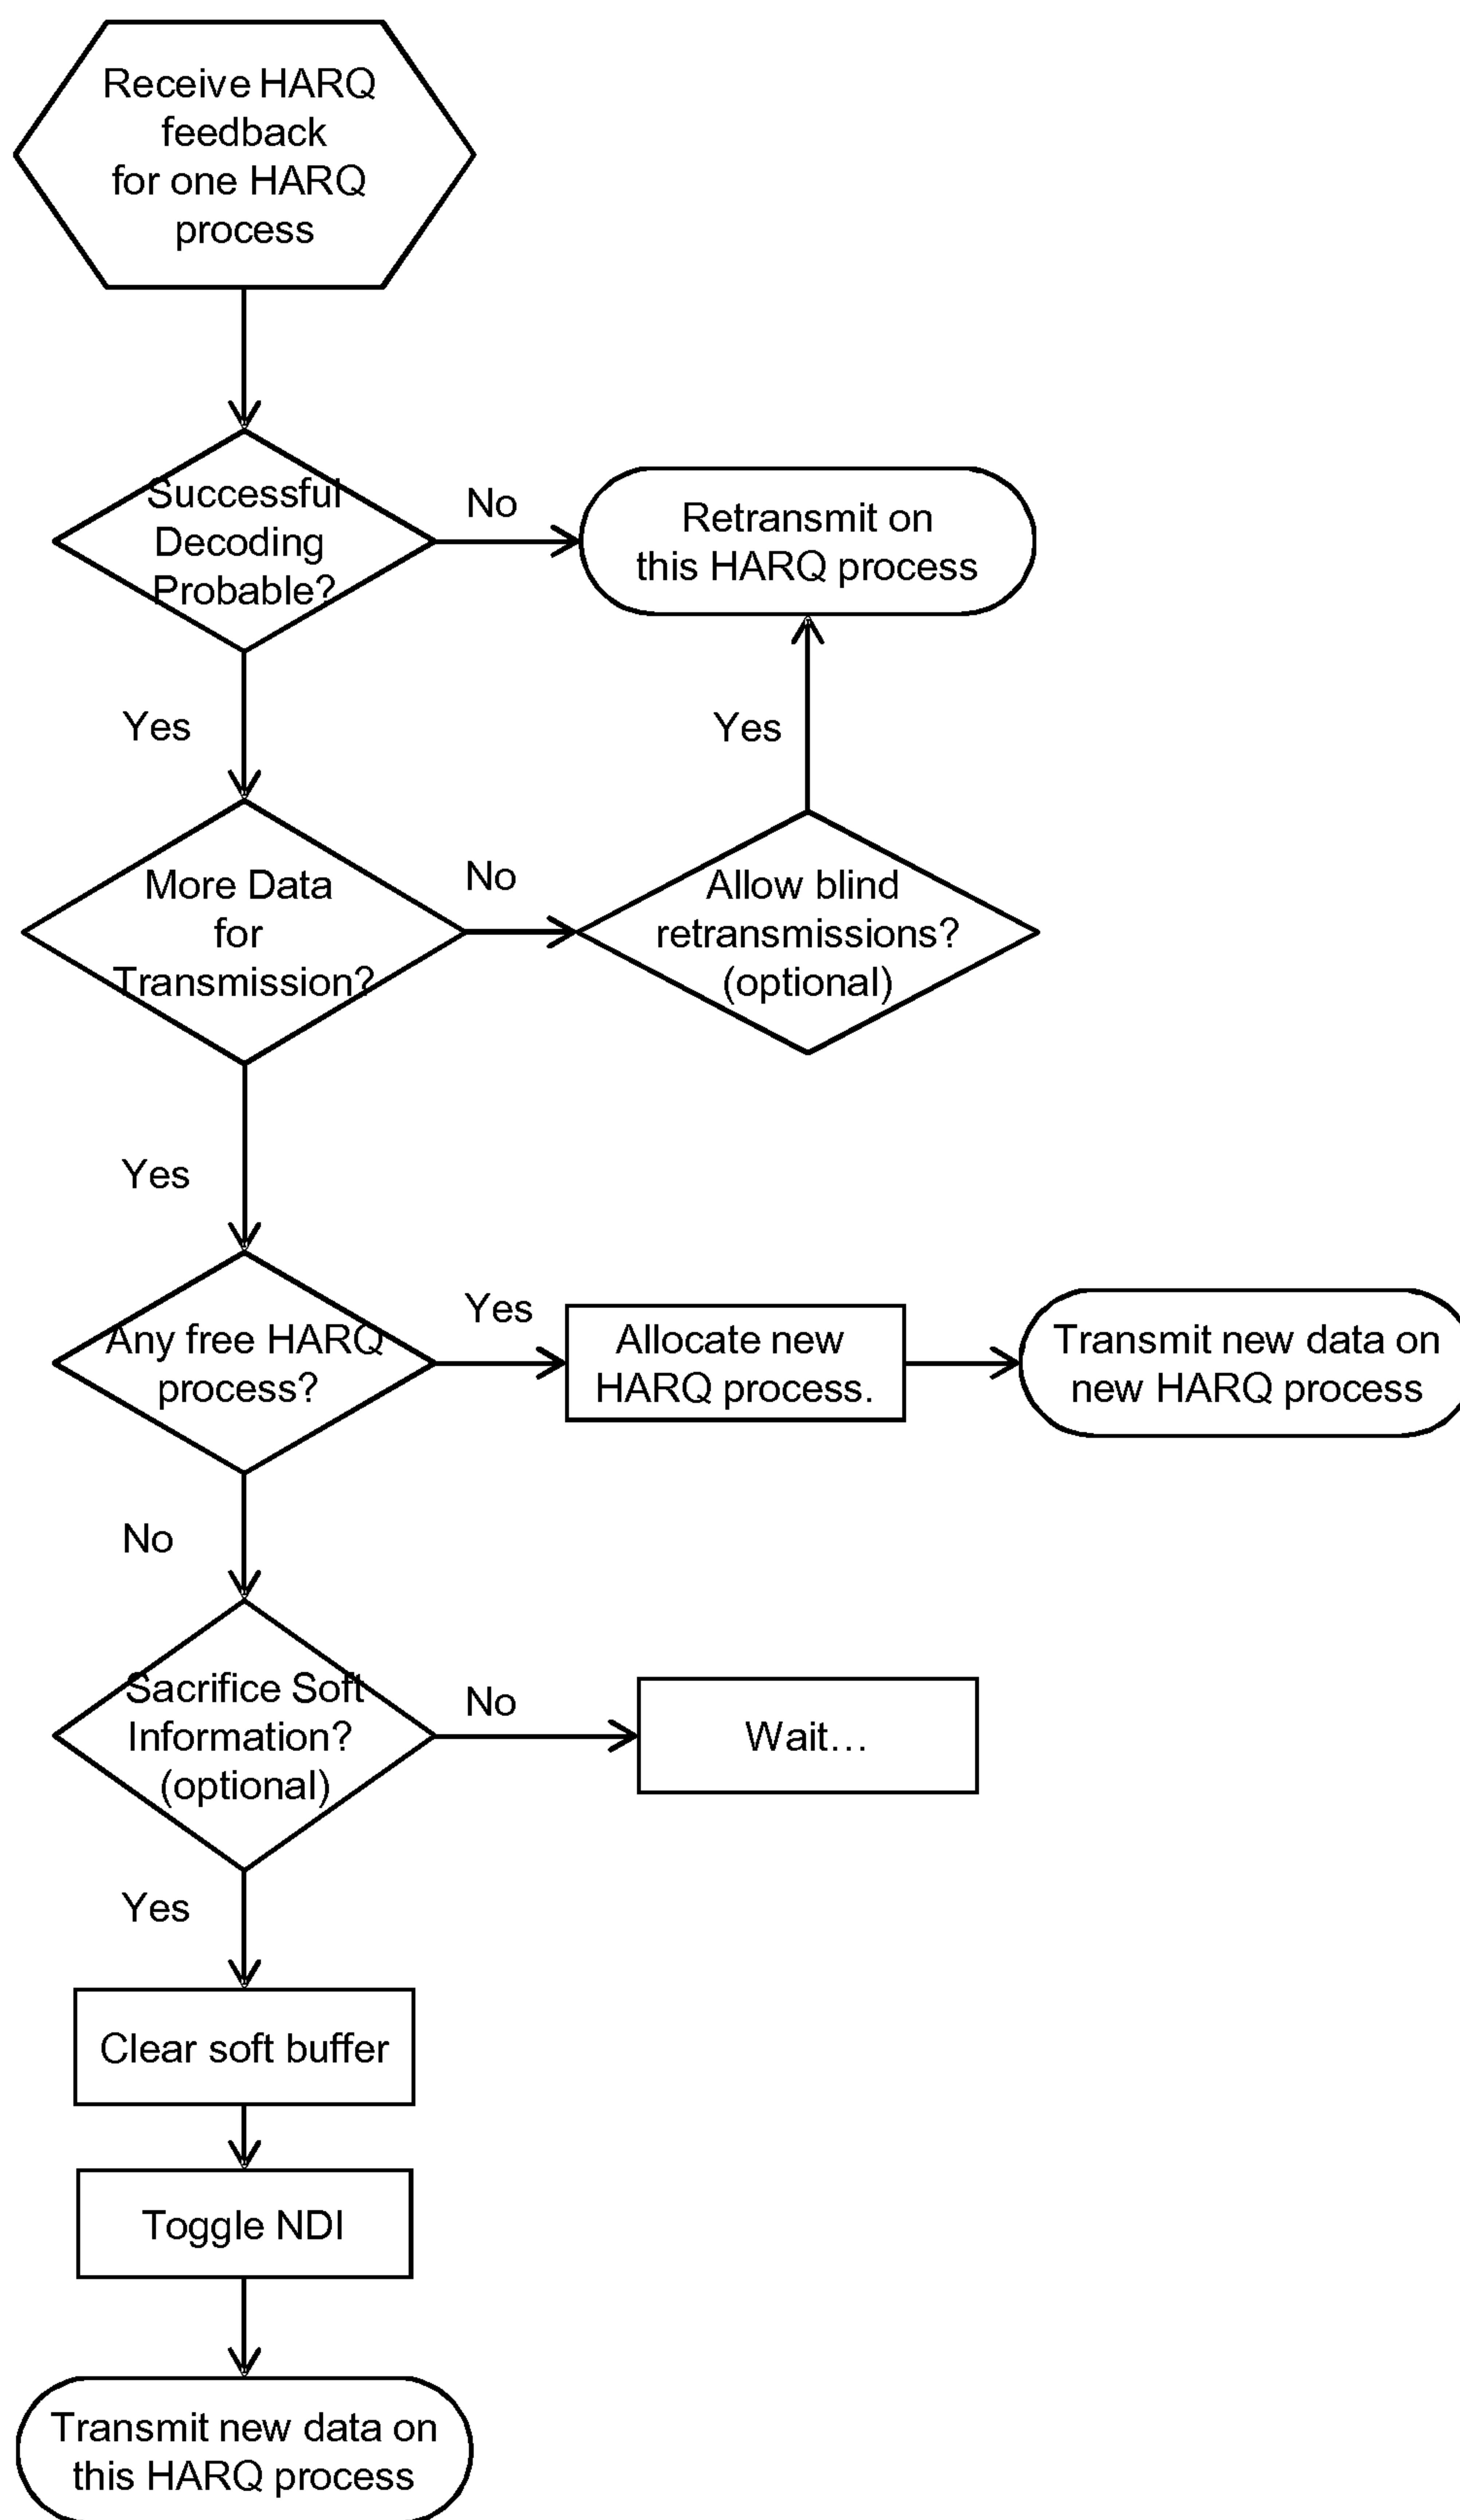 Receive HARQ
feedback
for one HARQ
process
Successful
Decoding
Probable?
No
Retransmit on
this HARQ process
Yes
Yes
More Data
for
Transmission?
No
Allow blind
retransmissions?
(optional)
Yes
Any free HARQ
process?
Yes
Allocate new
HARQ process.
Transmit new data on
new HARQ process
No
Sacrifice Soft
Information?
(optional)
No
Wait…
Yes
Clear soft buffer
Toggle NDI
Transmit new data on
this HARQ process